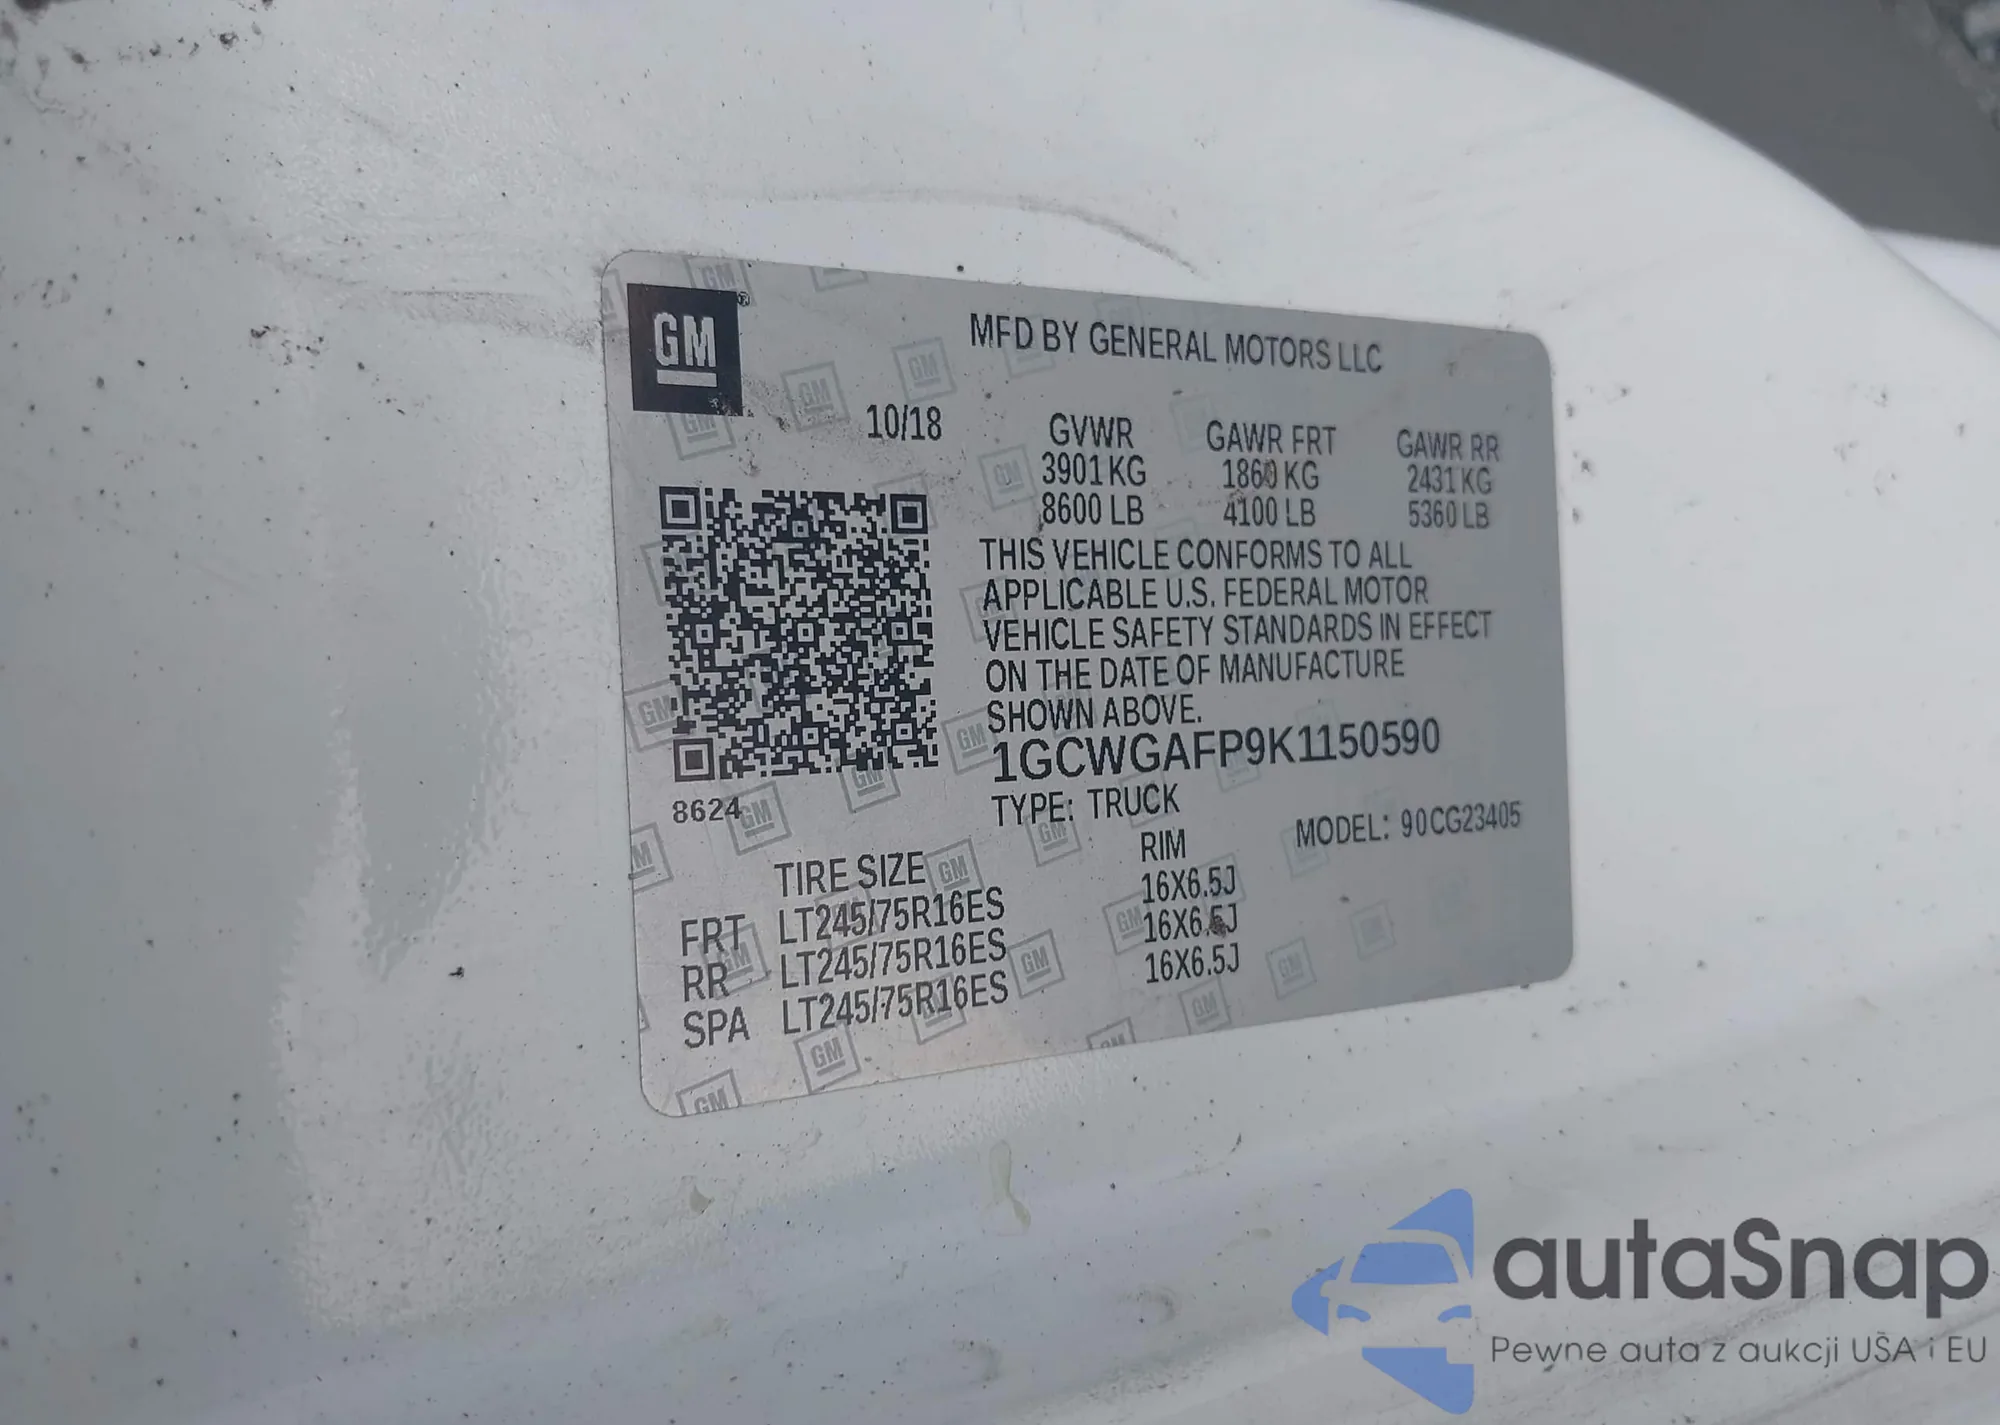 GM
MFD BY GENERAL MOTORS LLC
10/18
GVWR GAWR FRT GAWR RR
3901 KG 1860 KG 2431 KG
8600 LB 4100 LB 5360 LB
THIS VEHICLE CONFORMS TO ALL
APPLICABLE U.S. FEDERAL MOTOR
VEHICLE SAFETY STANDARDS IN EFFECT
ON THE DATE OF MANUFACTURE
SHOWN ABOVE.
1GCWGAFP9K1150590
8624
TYPE: TRUCK MODEL: 90CG23405
TIRE SIZE RIM
FRT LT245/75R16ES 16X6.5J
RR LT245/75R16ES 16X6.5J
SPA LT245/75R16ES 16X6.5J
autaSnap
Pewne auta z aukcji USA i EU